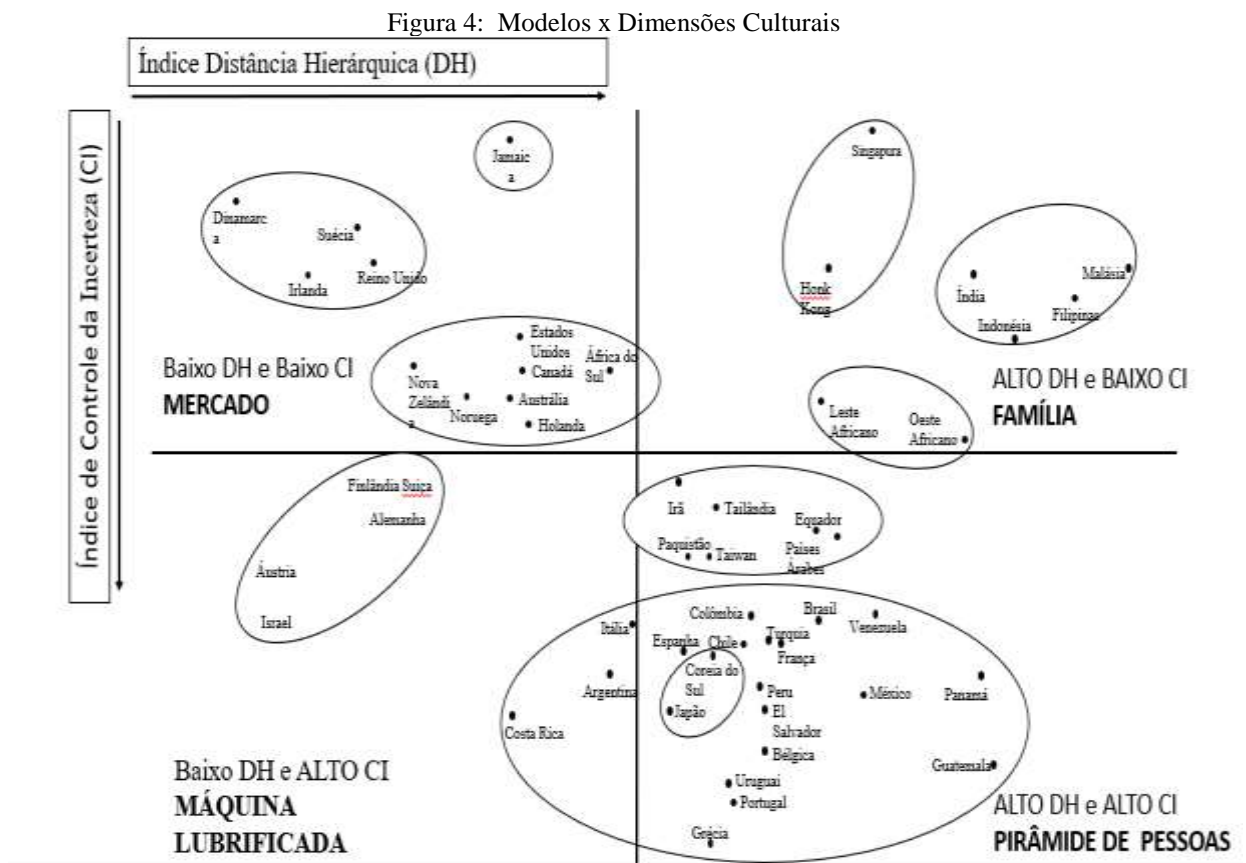 Figura 4: Modelos x Dimensões Culturais
Índice Distância Hierárquica (DH)
Índice de Controle da Incerteza (CI)
Jamaic
a
Singapura
Dinamarc
a
Suécia
Reino Unido
Irlanda
Honk
Kong
Índia
Malásia
Filipinas
Indonésia
Estados
Unidos
Canadá
África do
Sul
Nova
Zelândi
a
Noruega
Austrália
Holanda
Baixo DH e Baixo CI
MERCADO
ALTO DH e BAIXO CI
FAMÍLIA
Leste
Africano
Oeste
Africano
Finlândia Suiça
Alemanha
Áustria
Israel
Irã
Tailândia
Equador
Paquistão
Taiwan
Países
Árabes
Itália
Colômbia
Brasil
Venezuela
Espanha
Chile
Turquia
França
Coreia do
Sul
Japão
Argentina
Costa Rica
Peru
El
Salvador
Bélgica
México
Panamá
Guatemala
Uruguai
Portugal
Grécia
Baixo DH e ALTO CI
MÁQUINA
LUBRIFICADA
ALTO DH e ALTO CI
PIRÂMIDE DE PESSOAS